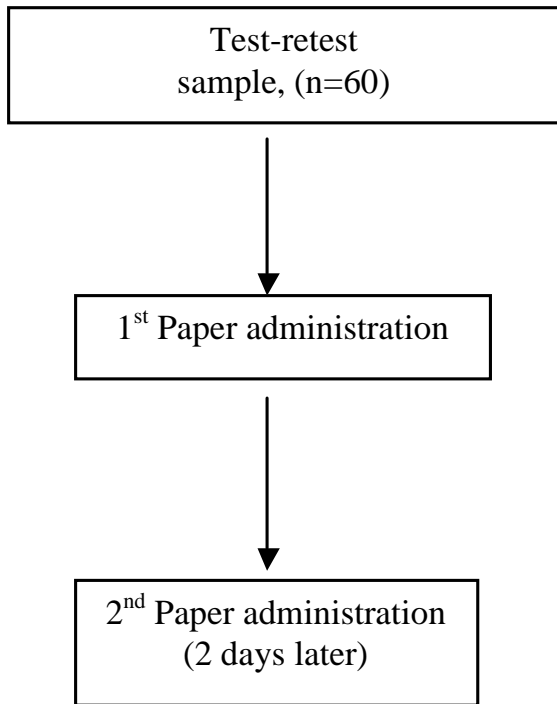 Test-retest
sample, (n=60)
1st Paper administration
2nd Paper administration
(2 days later)